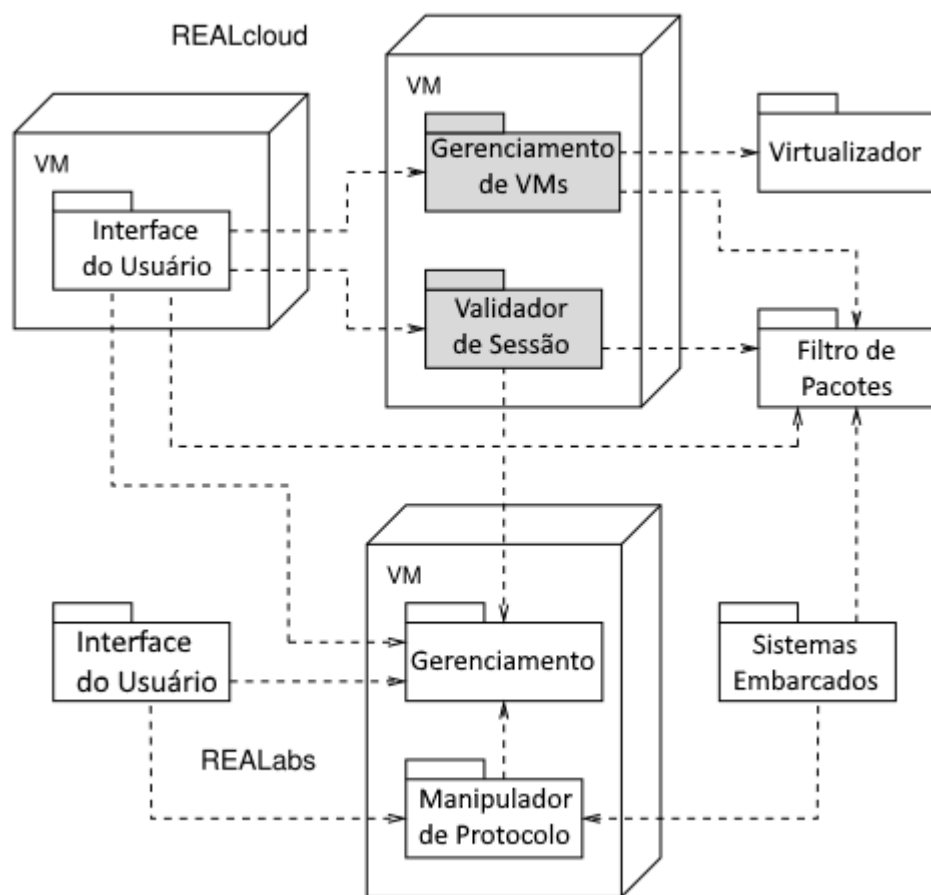 REALcloud
VM
Gerenciamento
de VMs
Virtualizador
VM
Interface
do Usuário
Validador
de Sessão
Filtro de
Pacotes
VM
Interface
do Usuário
Gerenciamento
Sistemas
Embarcados
REALabs
Manipulador
de Protocolo